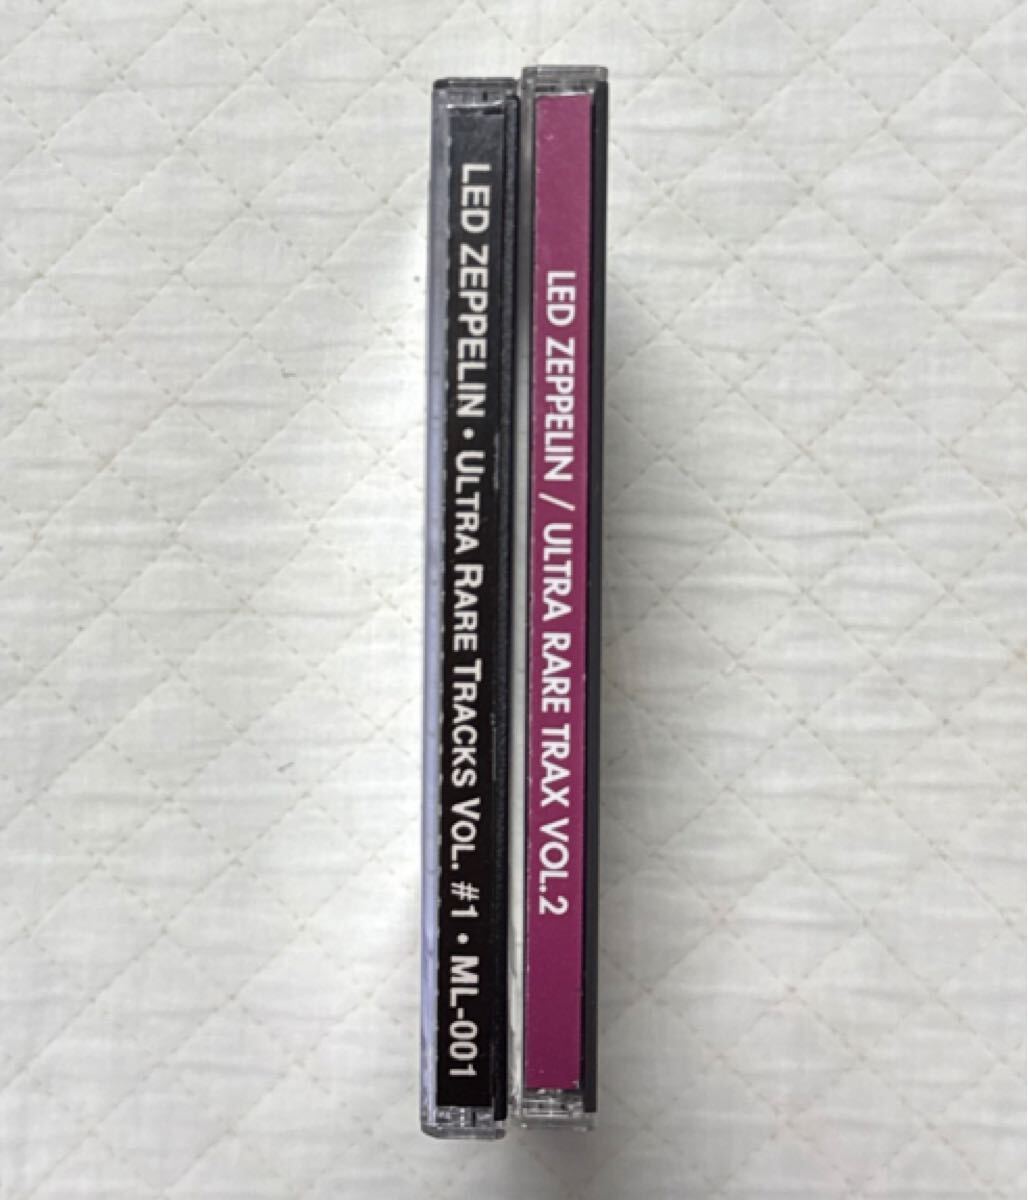 LED ZEPPELIN • ULTRA RARE TRACKS VOL. #1 • ML-001
LED ZEPPELIN / ULTRA RARE TRAX VOL.2